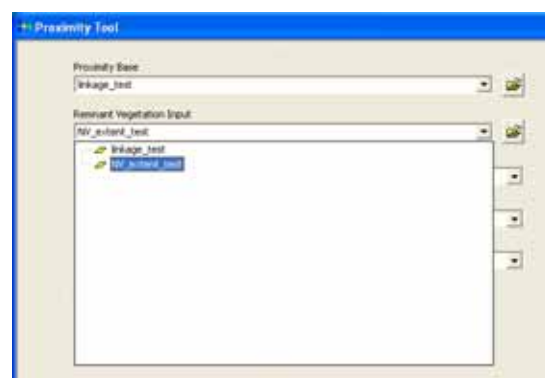 Proximity Tool
Proximity Base
linkage_test
Remnant Vegetation Input
NV_extent_test
linkage_test
NV_extent_test